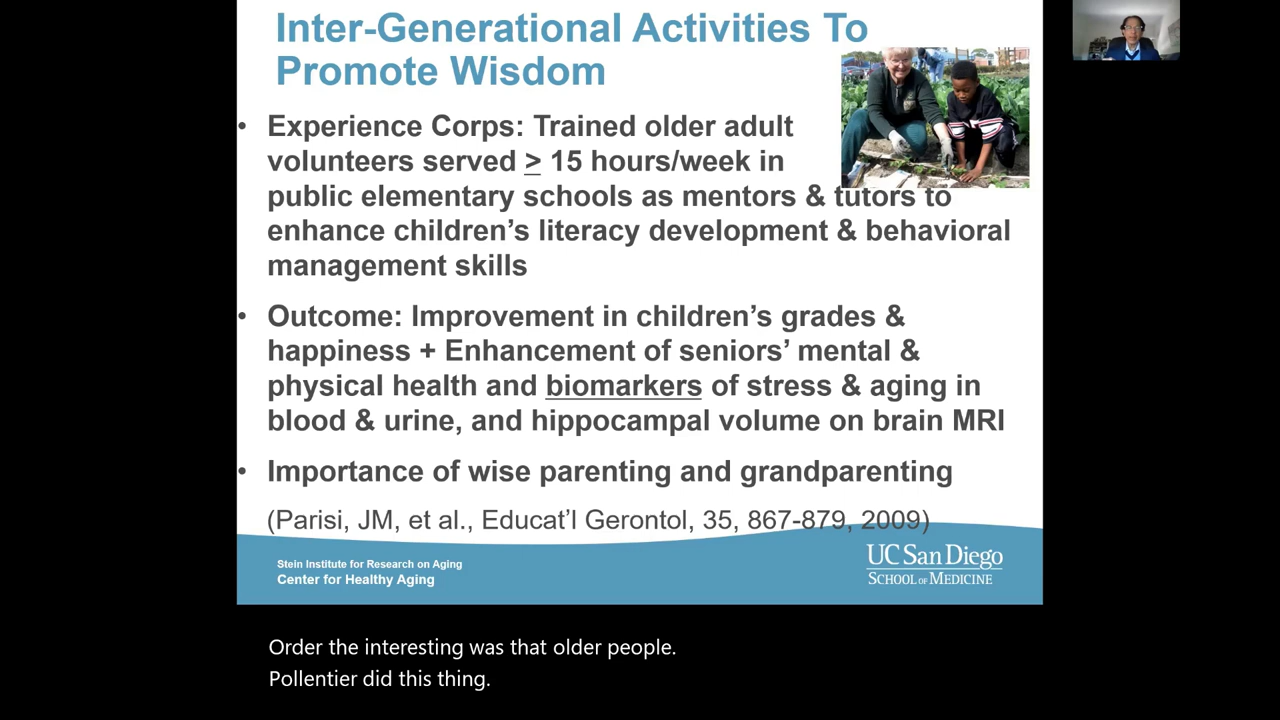 Inter-Generational Activities To
Promote Wisdom
• Experience Corps: Trained older adult
volunteers served ≥ 15 hours/week in
public elementary schools as mentors & tutors to
enhance children’s literacy development & behavioral
management skills
• Outcome: Improvement in children’s grades &
happiness + Enhancement of seniors’ mental &
physical health and biomarkers of stress & aging in
blood & urine, and hippocampal volume on brain MRI
• Importance of wise parenting and grandparenting
(Parisi, JM, et al., Educat’l Gerontol, 35, 867-879, 2009)
Stein Institute for Research on Aging
Center for Healthy Aging
UC San Diego
SCHOOL OF MEDICINE
Order the interesting was that older people.
Pollentier did this thing.